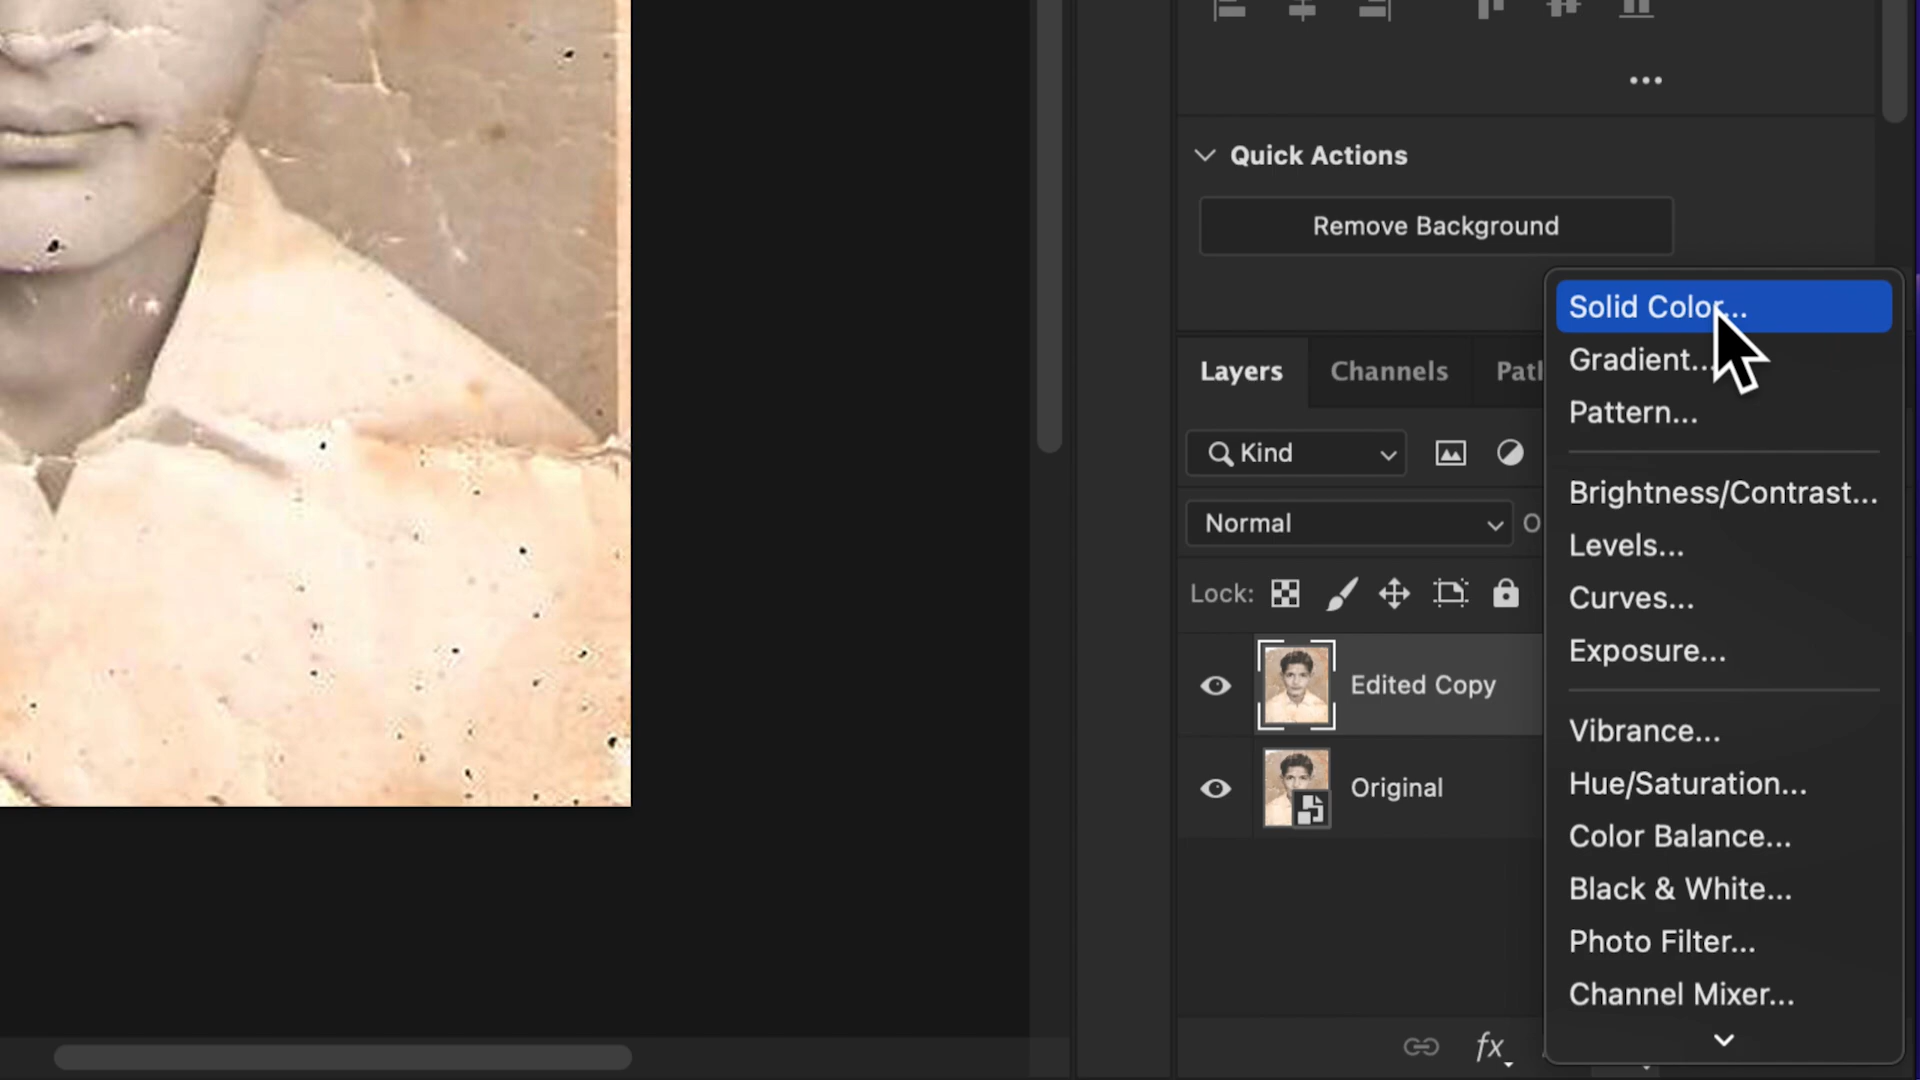 Quick Actions
Remove Background
Solid Color...
Gradient...
Pattern...
Layers
Channels
Kind
Brightness/Contrast...
Normal
Levels...
Lock:
Curves...
Exposure...
Edited Copy
Vibrance...
Original
Hue/Saturation...
Color Balance...
Black & White...
Photo Filter...
Channel Mixer...
fx